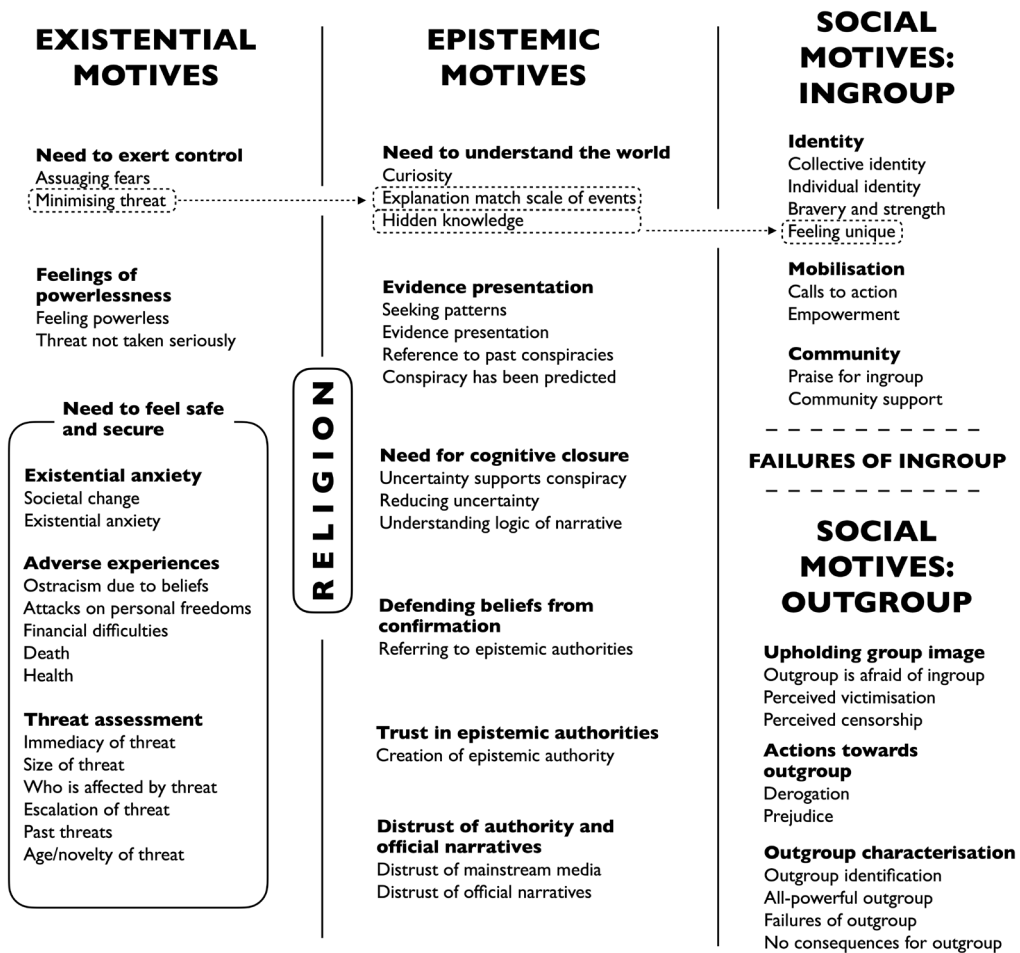 EXISTENTIAL
MOTIVES
Need to exert control
Assuaging fears
Minimising threat
Feelings of
powerlessness
Feeling powerless
Threat not taken seriously
Need to feel safe
and secure
Existential anxiety
Societal change
Existential anxiety
Adverse experiences
Ostracism due to beliefs
Attacks on personal freedoms
Financial difficulties
Death
Health
Threat assessment
Immediacy of threat
Size of threat
Who is affected by threat
Escalation of threat
Past threats
Age/novelty of threat
RELIGION
EPISTEMIC
MOTIVES
Need to understand the world
Curiosity
Explanation match scale of events
Hidden knowledge
Evidence presentation
Seeking patterns
Evidence presentation
Reference to past conspiracies
Conspiracy has been predicted
Need for cognitive closure
Uncertainty supports conspiracy
Reducing uncertainty
Understanding logic of narrative
Defending beliefs from
confirmation
Referring to epistemic authorities
Trust in epistemic authorities
Creation of epistemic authority
Distrust of authority and
official narratives
Distrust of mainstream media
Distrust of official narratives
SOCIAL
MOTIVES:
INGROUP
Identity
Collective identity
Individual identity
Bravery and strength
Feeling unique
Mobilisation
Calls to action
Empowerment
Community
Praise for ingroup
Community support
FAILURES OF INGROUP
SOCIAL
MOTIVES:
OUTGROUP
Upholding group image
Outgroup is afraid of ingroup
Perceived victimisation
Perceived censorship
Actions towards
outgroup
Derogation
Prejudice
Outgroup characterisation
Outgroup identification
All-powerful outgroup
Failures of outgroup
No consequences for outgroup